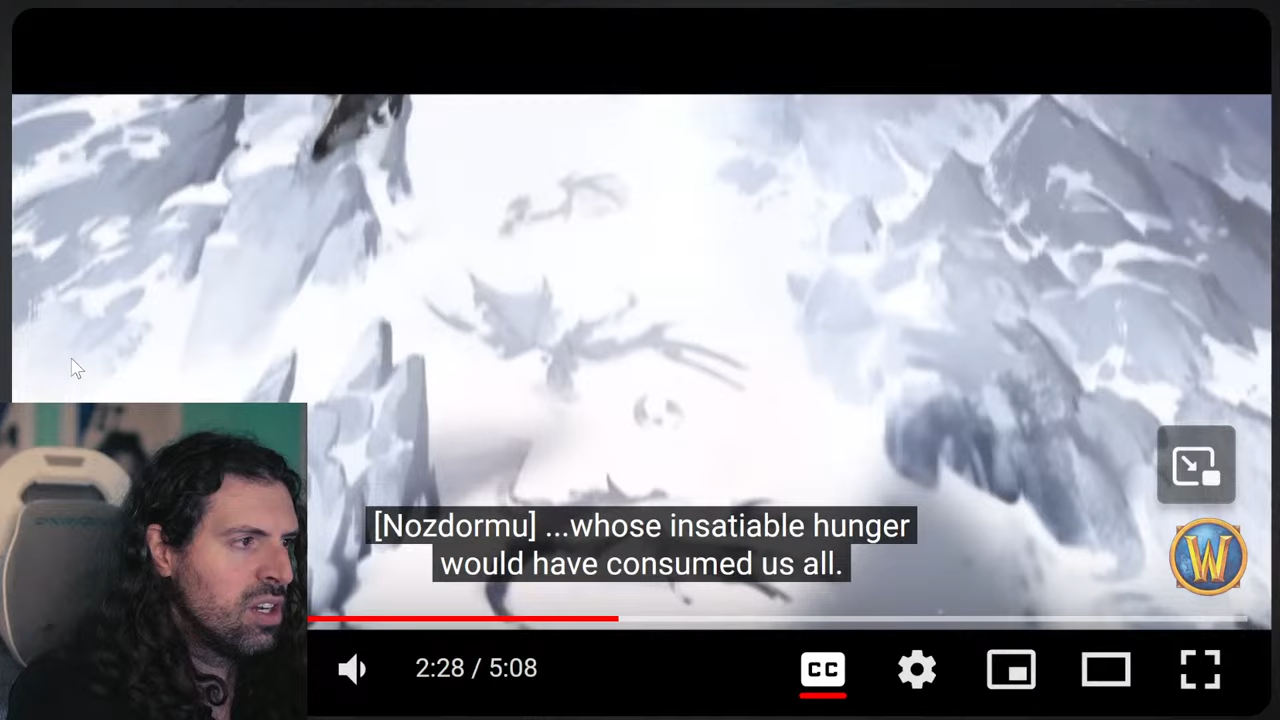 [Nozdormu] ...whose insatiable hunger
would have consumed us all.
W
2:28 / 5:08
CC